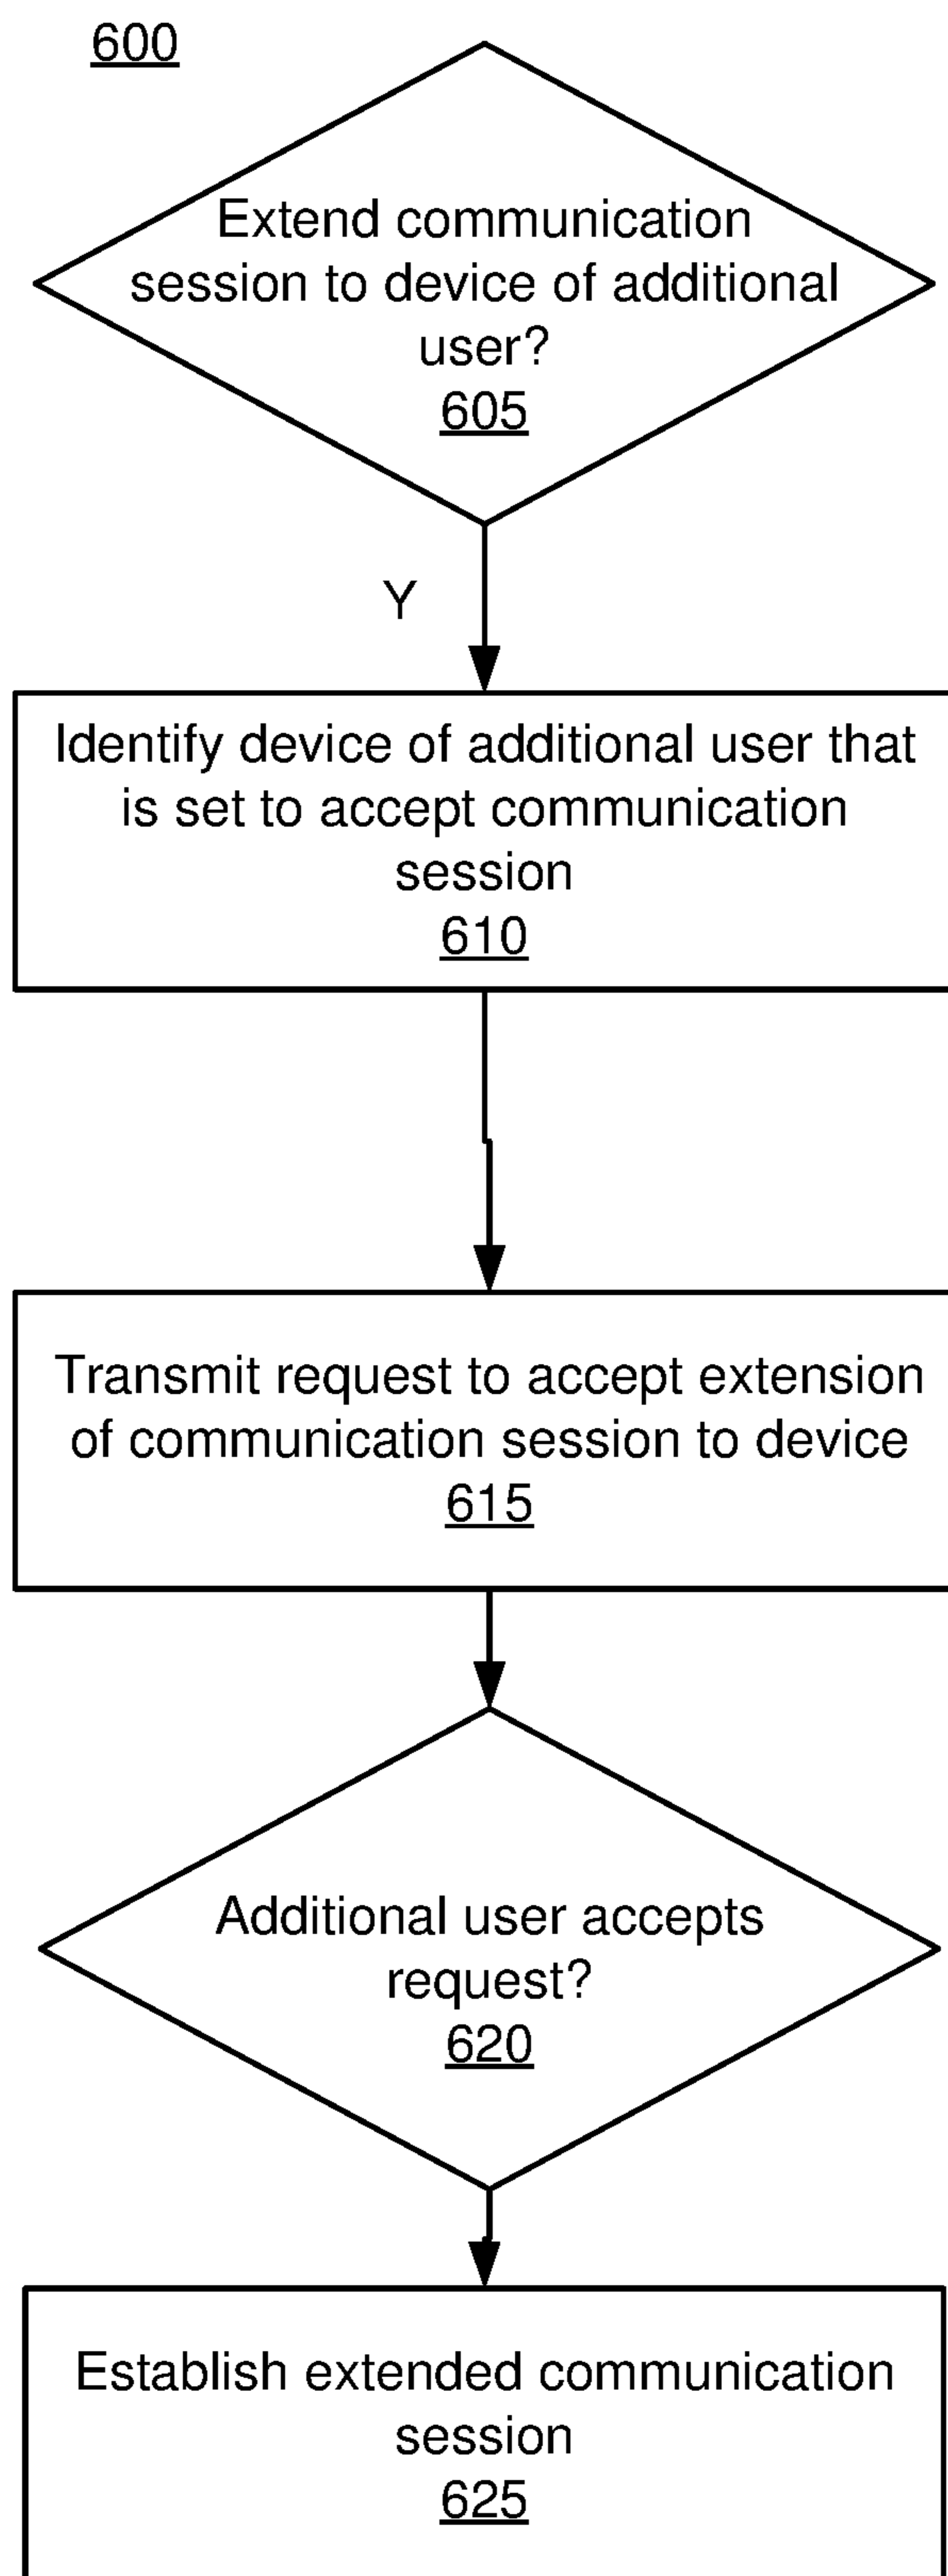 600
Extend communication
session to device of additional
user?
605
Y
Identify device of additional user that
is set to accept communication
session
610
Transmit request to accept extension
of communication session to device
615
Additional user accepts
request?
620
Establish extended communication
session
625